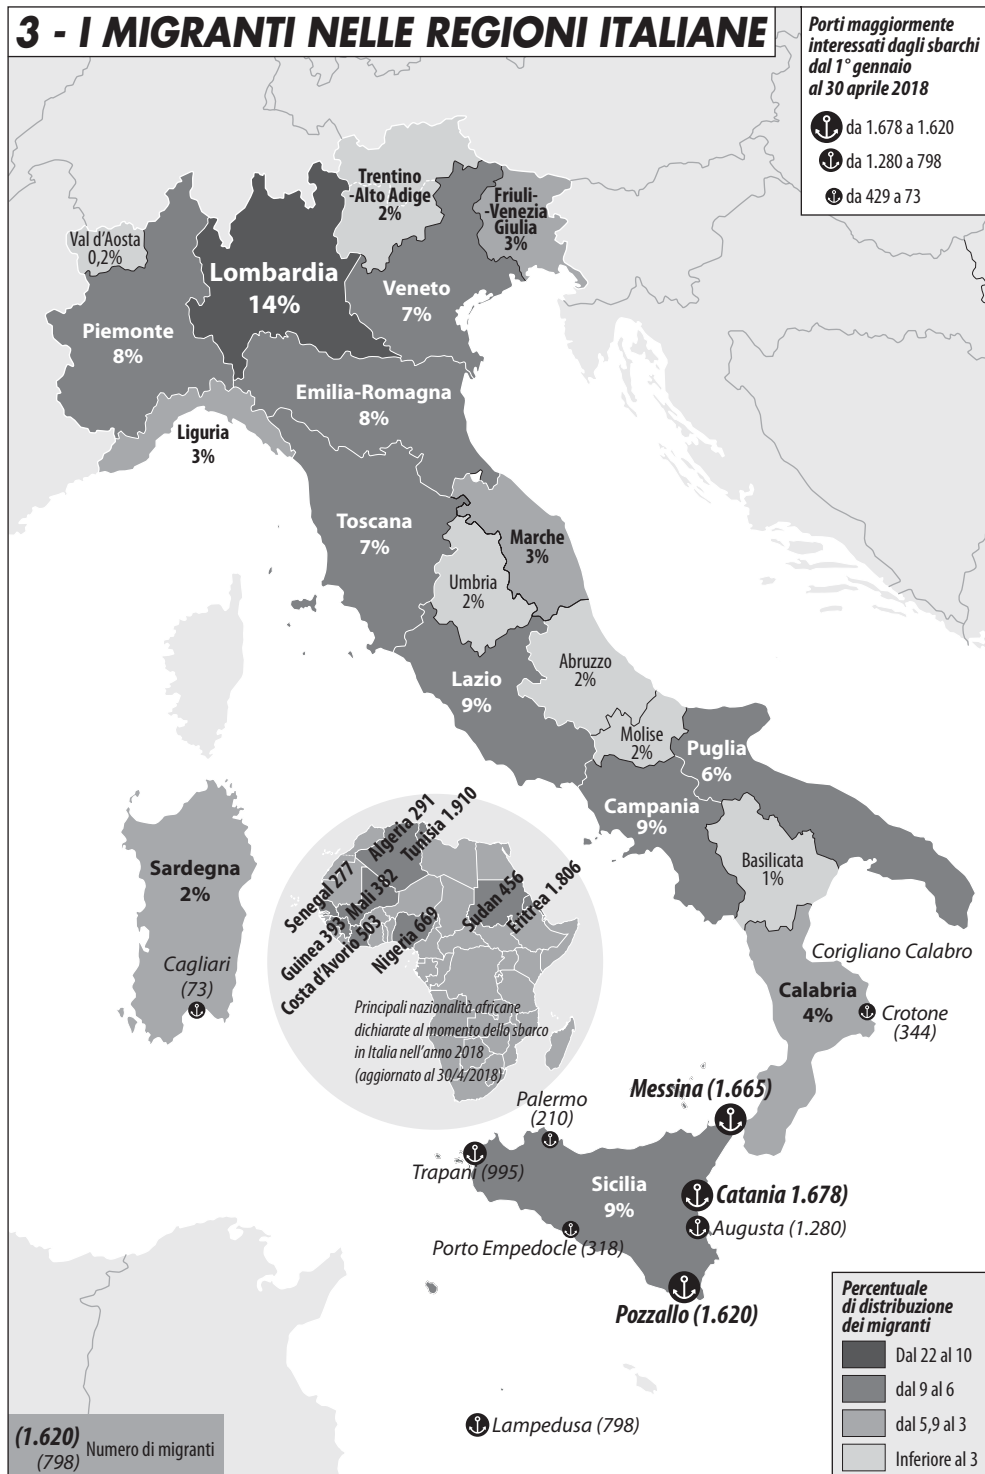 3 - I MIGRANTI NELLE REGIONI ITALIANE
Porti maggiormente
interessati dagli sbarchi
dal 1° gennaio
al 30 aprile 2018
da 1.678 a 1.620
da 1.280 a 798
da 429 a 73
Trentino
-Alto Adige
2%
Friuli-
-Venezia
Giulia
3%
Val d'Aosta
0,2%
Lombardia
14%
Veneto
7%
Piemonte
8%
Emilia-Romagna
8%
Liguria
3%
Toscana
7%
Marche
3%
Umbria
2%
Abruzzo
2%
Lazio
9%
Molise
2%
Puglia
6%
Campania
9%
Basilicata
1%
Sardegna
2%
Cagliari
(73)
Algeria 291
Tunisia 1.910
Senegal 277
Mali 382
Guinea 393
Costa d'Avorio 503
Nigeria 669
Sudan 456
Eritrea 1.806
Principali nazionalità africane
dichiarate al momento dello sbarco
in Italia nell'anno 2018
(aggiornato al 30/4/2018)
Corigliano Calabro
Calabria
4%
Crotone
(344)
Messina (1.665)
Palermo
(210)
Trapani (995)
Sicilia
9%
Catania 1.678)
Augusta (1.280)
Porto Empedocle (318)
Pozzallo (1.620)
Lampedusa (798)
Percentuale
di distribuzione
dei migranti
Dal 22 al 10
dal 9 al 6
dal 5,9 al 3
Inferiore al 3
(1.620)
(798)
Numero di migranti